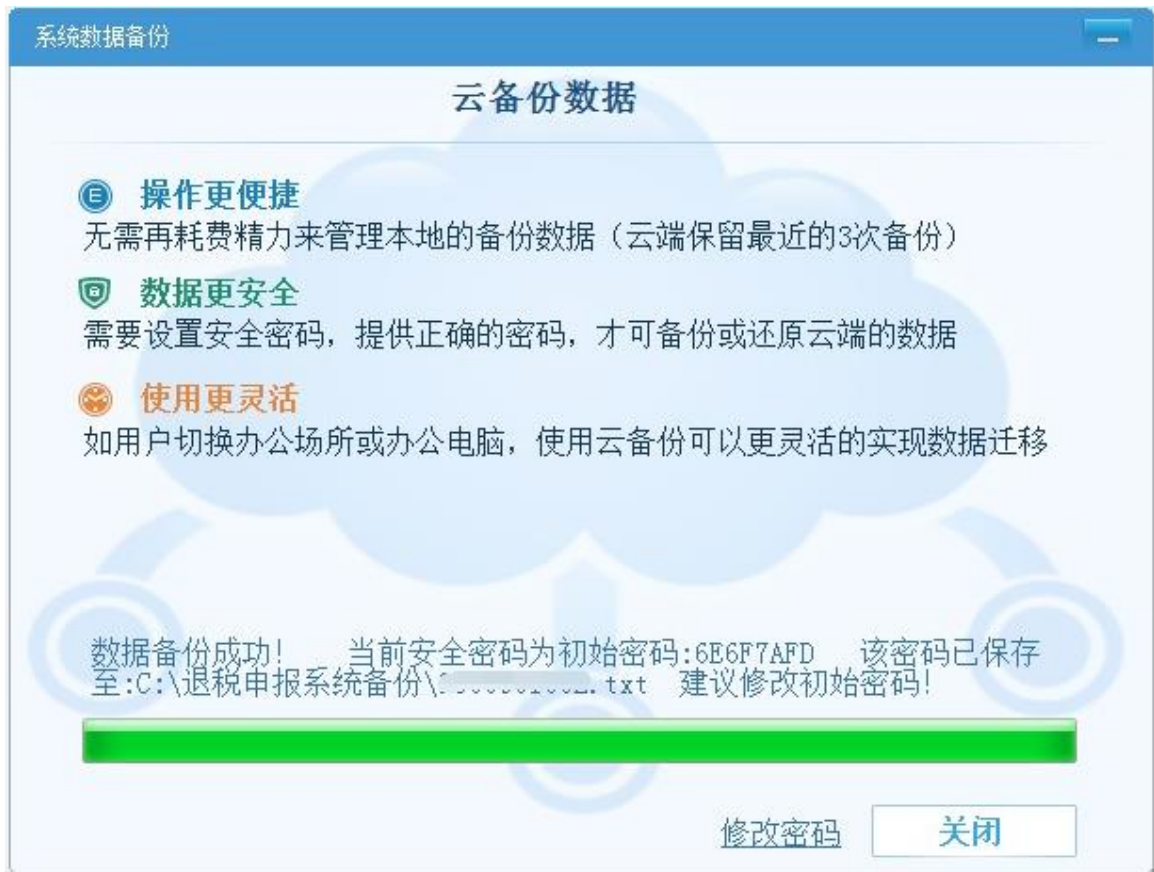 系统数据备份
云备份数据
操作更便捷
无需再耗费精力来管理本地的备份数据（云端保留最近的3次备份）
数据更安全
需要设置安全密码，提供正确的密码，才可备份或还原云端的数据
使用更灵活
如用户切换办公场所或办公电脑，使用云备份可以更灵活的实现数据迁移
数据备份成功！ 当前安全密码为初始密码:6E6F7AFD 该密码已保存
至:C:\退税申报系统备份\ .txt 建议修改初始密码！
修改密码 关闭